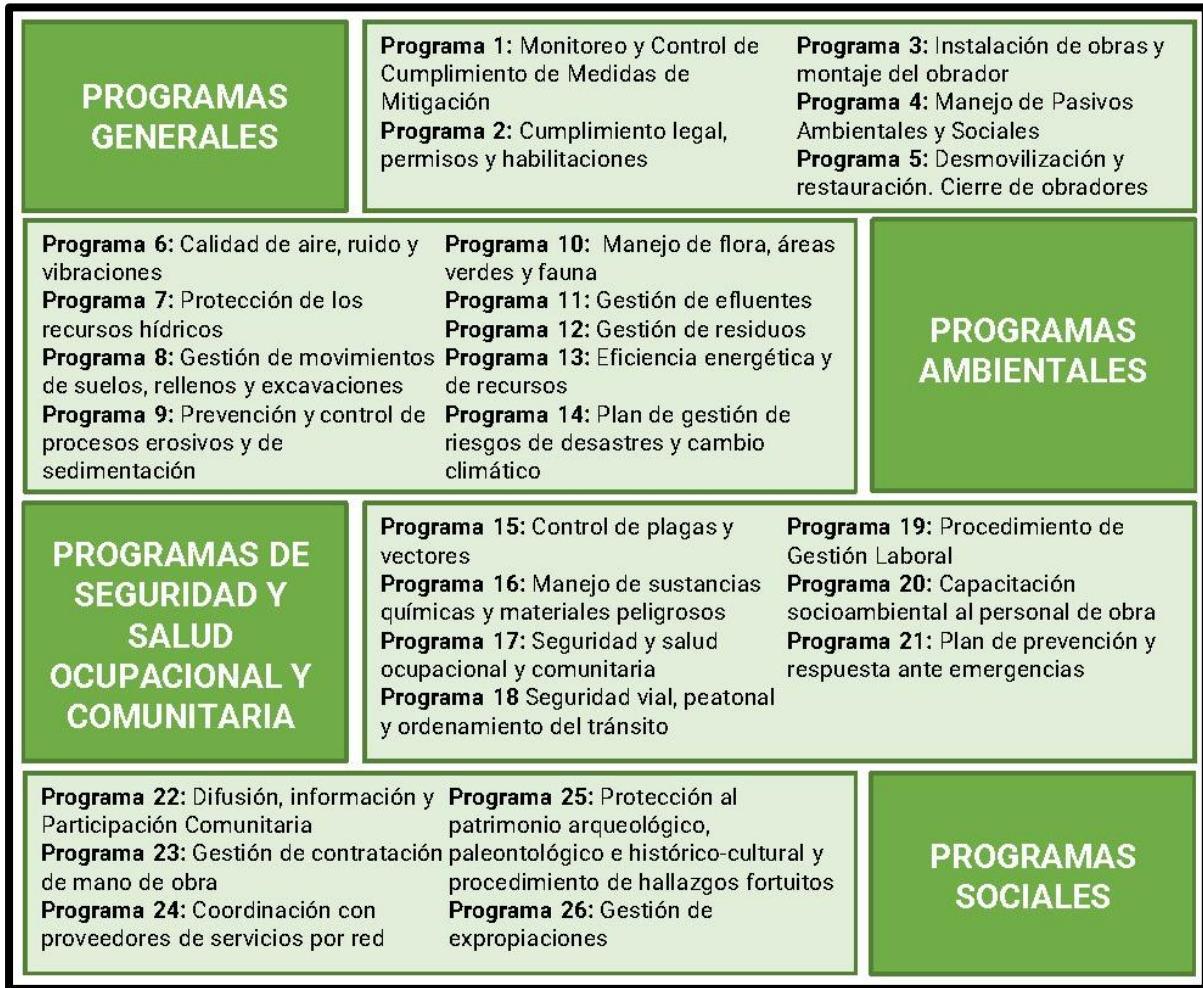 PROGRAMAS
GENERALES
Programa 1: Monitoreo y Control de
Cumplimiento de Medidas de
Mitigación
Programa 2: Cumplimiento legal,
permisos y habilitaciones
Programa 3: Instalación de obras y
montaje del obrador
Programa 4: Manejo de Pasivos
Ambientales y Sociales
Programa 5: Desmovilización y
restauración. Cierre de obradores
Programa 6: Calidad de aire, ruido y
vibraciones
Programa 7: Protección de los
recursos hídricos
Programa 8: Gestión de movimientos
de suelos, rellenos y excavaciones
Programa 9: Prevención y control de
procesos erosivos y de
sedimentación
Programa 10: Manejo de flora, áreas
verdes y fauna
Programa 11: Gestión de efluentes
Programa 12: Gestión de residuos
Programa 13: Eficiencia energética y
de recursos
Programa 14: Plan de gestión de
riesgos de desastres y cambio
climático
PROGRAMAS
AMBIENTALES
PROGRAMAS DE
SEGURIDAD Y
SALUD
OCUPACIONAL Y
COMUNITARIA
Programa 15: Control de plagas y
vectores
Programa 16: Manejo de sustancias
químicas y materiales peligrosos
Programa 17: Seguridad y salud
ocupacional y comunitaria
Programa 18 Seguridad vial, peatonal
y ordenamiento del tránsito
Programa 19: Procedimiento de
Gestión Laboral
Programa 20: Capacitación
socioambiental al personal de obra
Programa 21: Plan de prevención y
respuesta ante emergencias
Programa 22: Difusión, información y
Participación Comunitaria
Programa 23: Gestión de contratación
de mano de obra
Programa 24: Coordinación con
proveedores de servicios por red
Programa 25: Protección al
patrimonio arqueológico,
paleontológico e histórico-cultural y
procedimiento de hallazgos fortuitos
Programa 26: Gestión de
expropiaciones
PROGRAMAS
SOCIALES